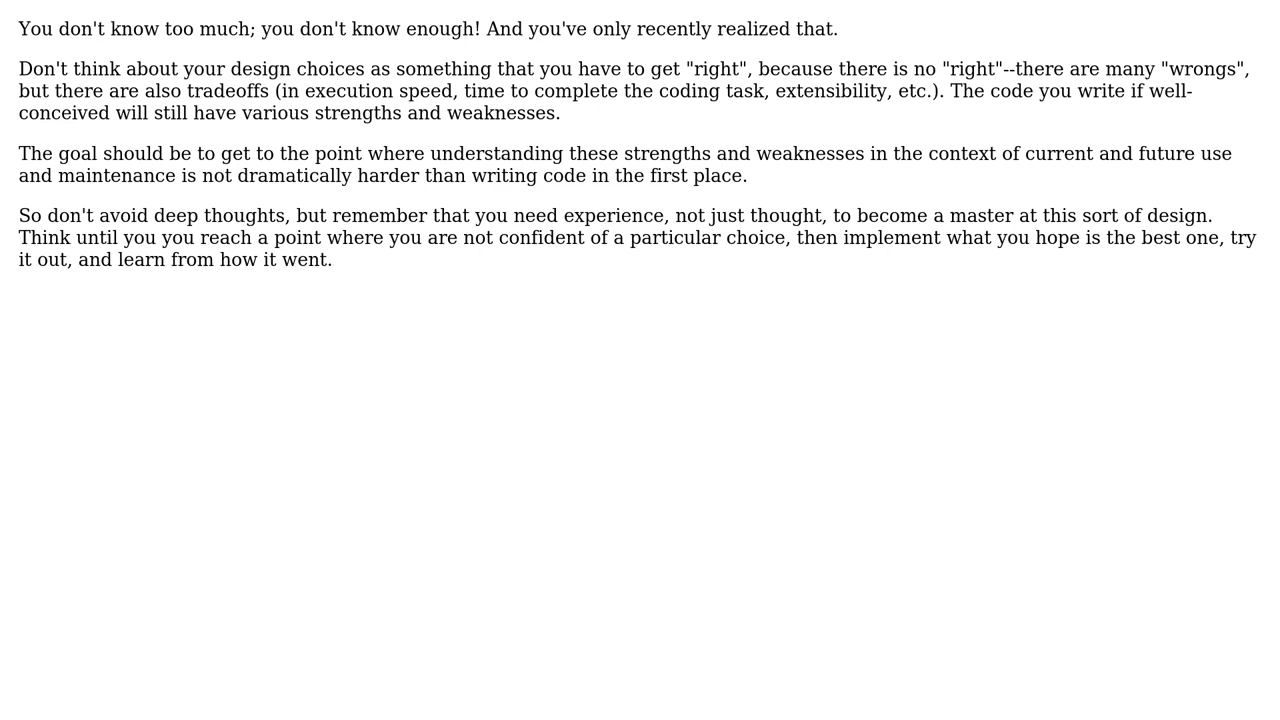 You don't know too much; you don't know enough! And you've only recently realized that.
Don't think about your design choices as something that you have to get "right", because there is no "right"--there are many "wrongs",
but there are also tradeoffs (in execution speed, time to complete the coding task, extensibility, etc.). The code you write if well-
conceived will still have various strengths and weaknesses.
The goal should be to get to the point where understanding these strengths and weaknesses in the context of current and future use
and maintenance is not dramatically harder than writing code in the first place.
So don't avoid deep thoughts, but remember that you need experience, not just thought, to become a master at this sort of design.
Think until you you reach a point where you are not confident of a particular choice, then implement what you hope is the best one, try
it out, and learn from how it went.